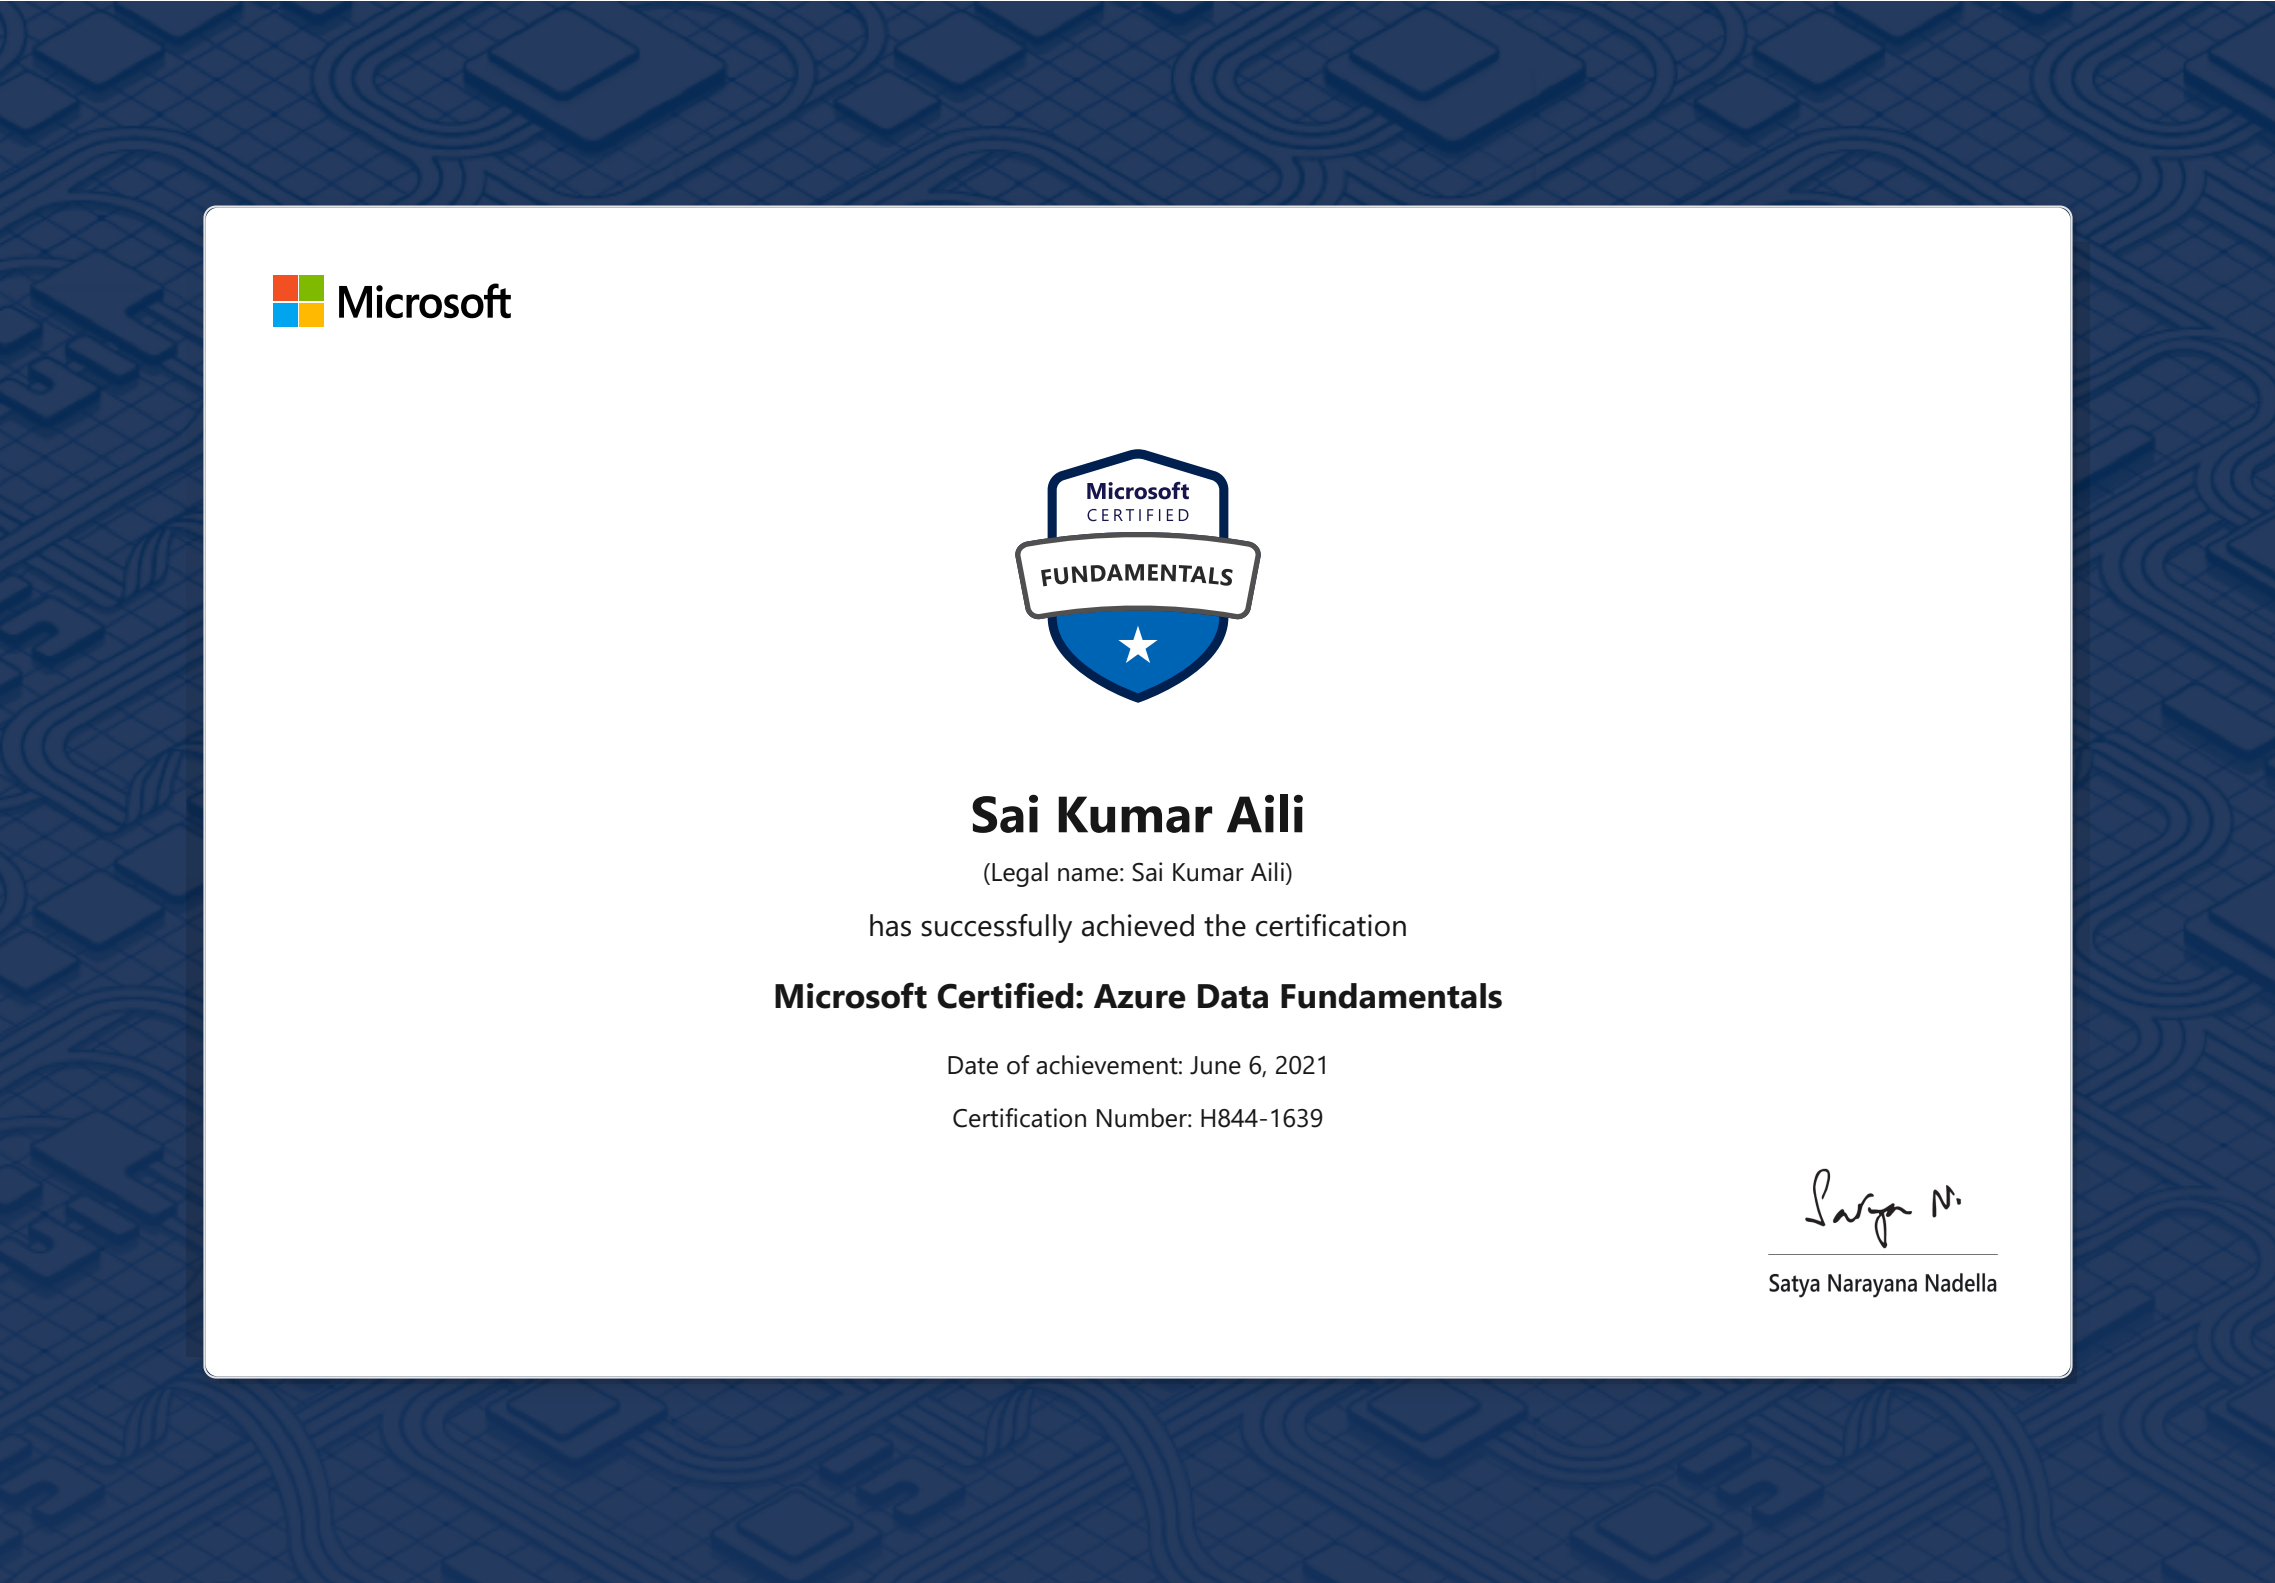 Microsoft
Microsoft
CERTIFIED
FUNDAMENTALS
Sai Kumar Aili
(Legal name: Sai Kumar Aili)
has successfully achieved the certification
Microsoft Certified: Azure Data Fundamentals
Date of achievement: June 6, 2021
Certification Number: H844-1639
Satya N.
Satya Narayana Nadella